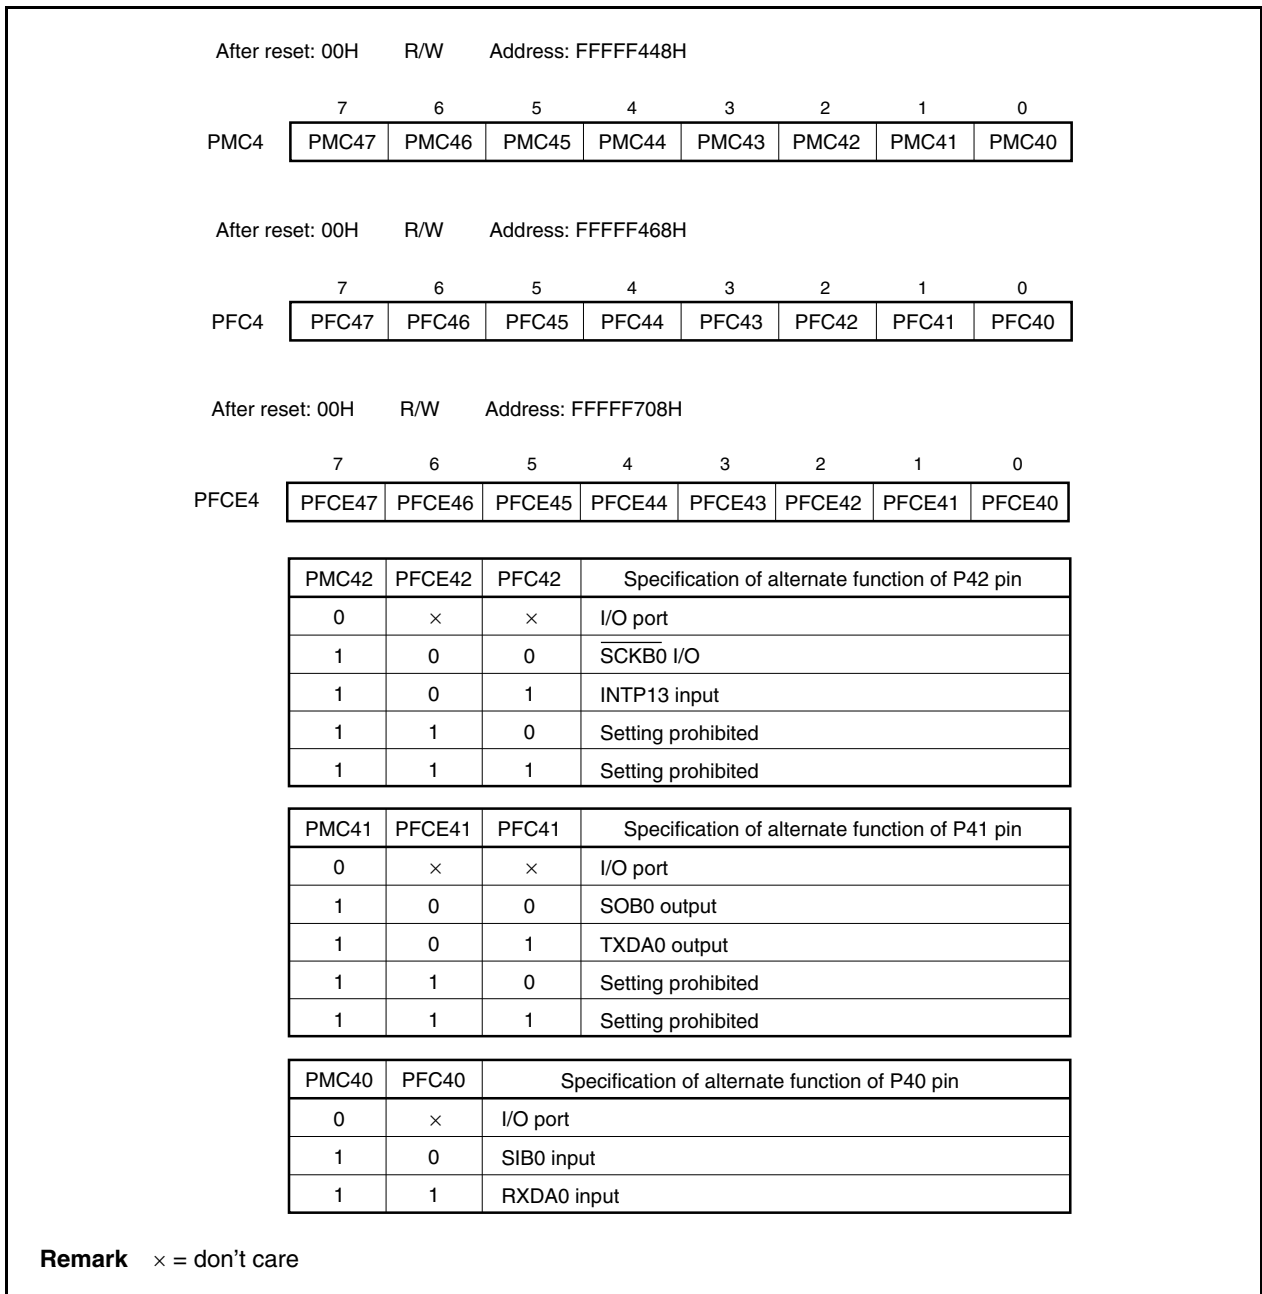 After reset: 00H R/W Address: FFFFF448H
7 6 5 4 3 2 1 0
PMC4 PMC47 PMC46 PMC45 PMC44 PMC43 PMC42 PMC41 PMC40
After reset: 00H R/W Address: FFFFF468H
7 6 5 4 3 2 1 0
PFC4 PFC47 PFC46 PFC45 PFC44 PFC43 PFC42 PFC41 PFC40
After reset: 00H R/W Address: FFFFF708H
7 6 5 4 3 2 1 0
PFCE4 PFCE47 PFCE46 PFCE45 PFCE44 PFCE43 PFCE42 PFCE41 PFCE40
PMC42 PFCE42 PFC42 Specification of alternate function of P42 pin
0 × × I/O port
1 0 0 SCKB0 I/O
1 0 1 INTP13 input
1 1 0 Setting prohibited
1 1 1 Setting prohibited
PMC41 PFCE41 PFC41 Specification of alternate function of P41 pin
0 × × I/O port
1 0 0 SOB0 output
1 0 1 TXDA0 output
1 1 0 Setting prohibited
1 1 1 Setting prohibited
PMC40 PFC40 Specification of alternate function of P40 pin
0 × I/O port
1 0 SIB0 input
1 1 RXDA0 input
Remark × = don't care